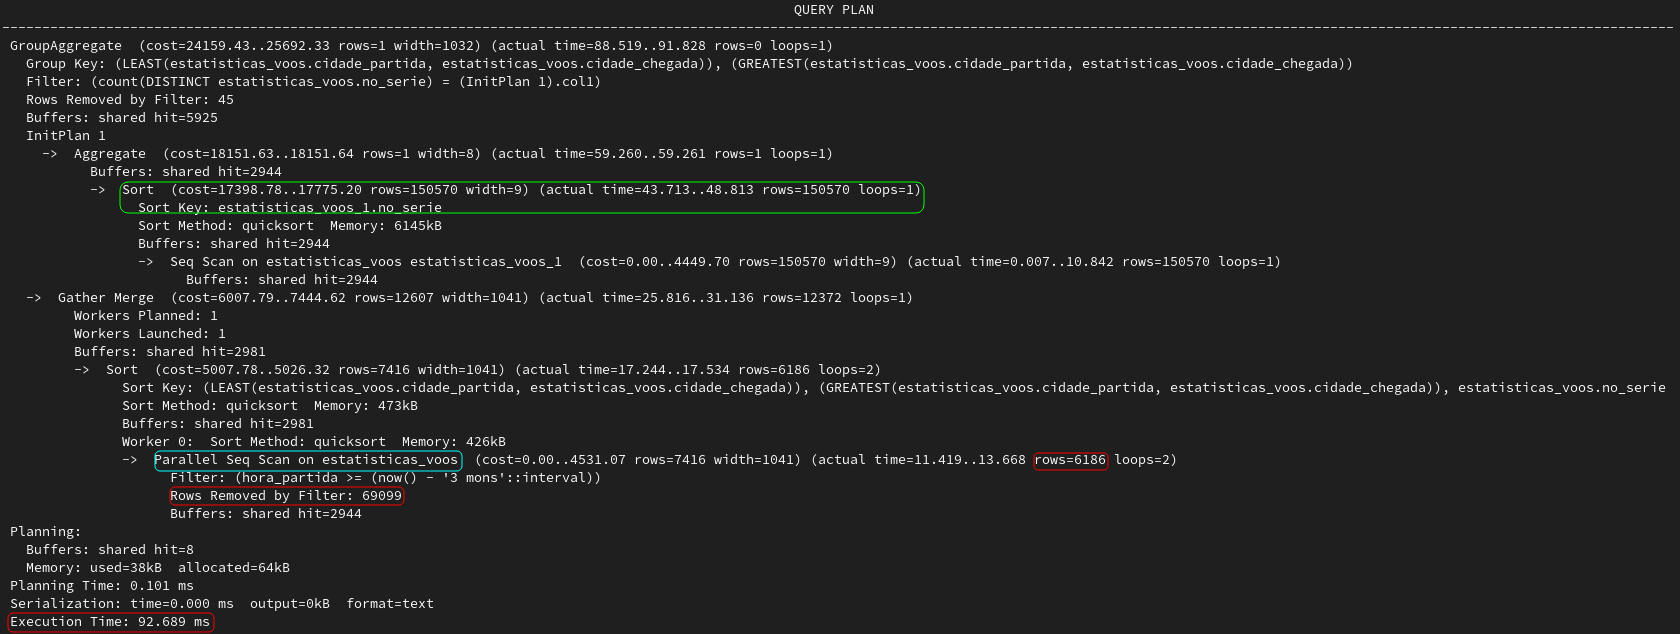 QUERY PLAN
--------------------------------------------------------------------------------------------------------------------------------------------------------------------------------------------------------------------
GroupAggregate  (cost=24159.43..25692.33 rows=1 width=1032) (actual time=88.519..91.828 rows=0 loops=1)
  Group Key: (LEAST(estatisticas_voos.cidade_partida, estatisticas_voos.cidade_chegada)), (GREATEST(estatisticas_voos.cidade_partida, estatisticas_voos.cidade_chegada))
  Filter: (count(DISTINCT estatisticas_voos.no_serie) = (InitPlan 1).col1)
  Rows Removed by Filter: 45
  Buffers: shared hit=5925
  InitPlan 1
    ->  Aggregate  (cost=18151.63..18151.64 rows=1 width=8) (actual time=59.260..59.261 rows=1 loops=1)
          Buffers: shared hit=2944
          ->  Sort  (cost=17398.78..17775.20 rows=150570 width=9) (actual time=43.713..48.813 rows=150570 loops=1)
                Sort Key: estatisticas_voos_1.no_serie
                Sort Method: quicksort  Memory: 6145kB
                Buffers: shared hit=2944
                ->  Seq Scan on estatisticas_voos estatisticas_voos_1  (cost=0.00..4449.70 rows=150570 width=9) (actual time=0.007..10.842 rows=150570 loops=1)
                      Buffers: shared hit=2944
  ->  Gather Merge  (cost=6007.79..7444.62 rows=12607 width=1041) (actual time=25.816..31.136 rows=12372 loops=1)
        Workers Planned: 1
        Workers Launched: 1
        Buffers: shared hit=2981
        ->  Sort  (cost=5007.78..5026.32 rows=7416 width=1041) (actual time=17.244..17.534 rows=6186 loops=2)
              Sort Key: (LEAST(estatisticas_voos.cidade_partida, estatisticas_voos.cidade_chegada)), (GREATEST(estatisticas_voos.cidade_partida, estatisticas_voos.cidade_chegada)), estatisticas_voos.no_serie
              Sort Method: quicksort  Memory: 473kB
              Buffers: shared hit=2981
              Worker 0:  Sort Method: quicksort  Memory: 426kB
              ->  Parallel Seq Scan on estatisticas_voos  (cost=0.00..4531.07 rows=7416 width=1041) (actual time=11.419..13.668 rows=6186 loops=2)
                    Filter: (hora_partida >= (now() - '3 mons'::interval))
                    Rows Removed by Filter: 69099
                    Buffers: shared hit=2944
Planning:
  Buffers: shared hit=8
  Memory: used=38kB  allocated=64kB
Planning Time: 0.101 ms
Serialization: time=0.000 ms  output=0kB  format=text
Execution Time: 92.689 ms